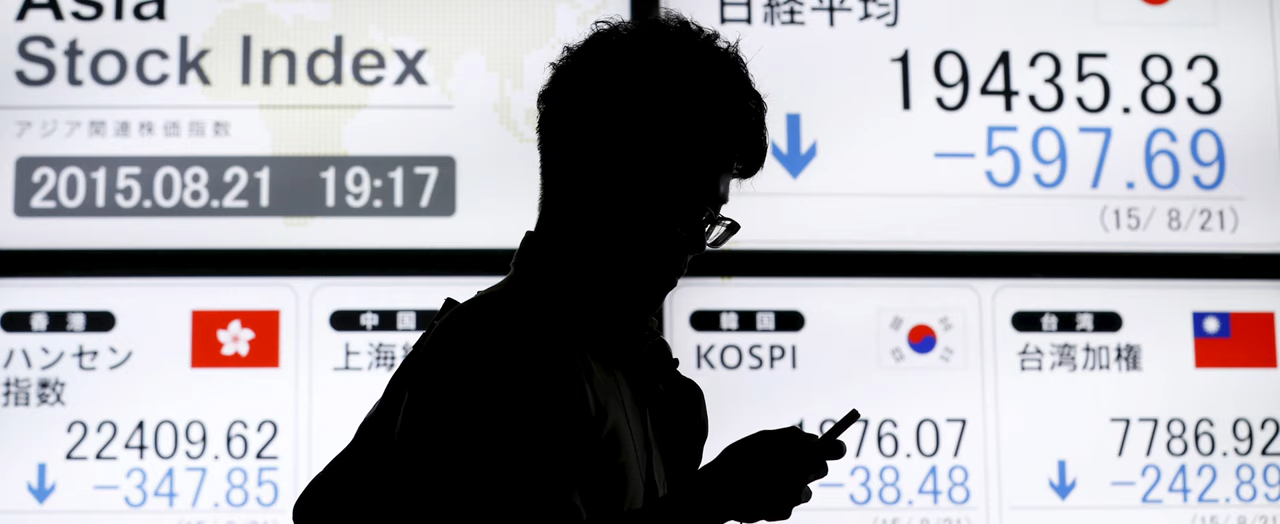 Asia
Stock Index
アジア関連株価指数
2015.08.21 19:17
日経平均
19435.83
-597.69
(15/ 8/21)
香港
ハンセン
指数
22409.62
-347.85
中国
上海
韓国
KOSPI
76.07
-38.48
台湾
台湾加権
7786.92
-242.89